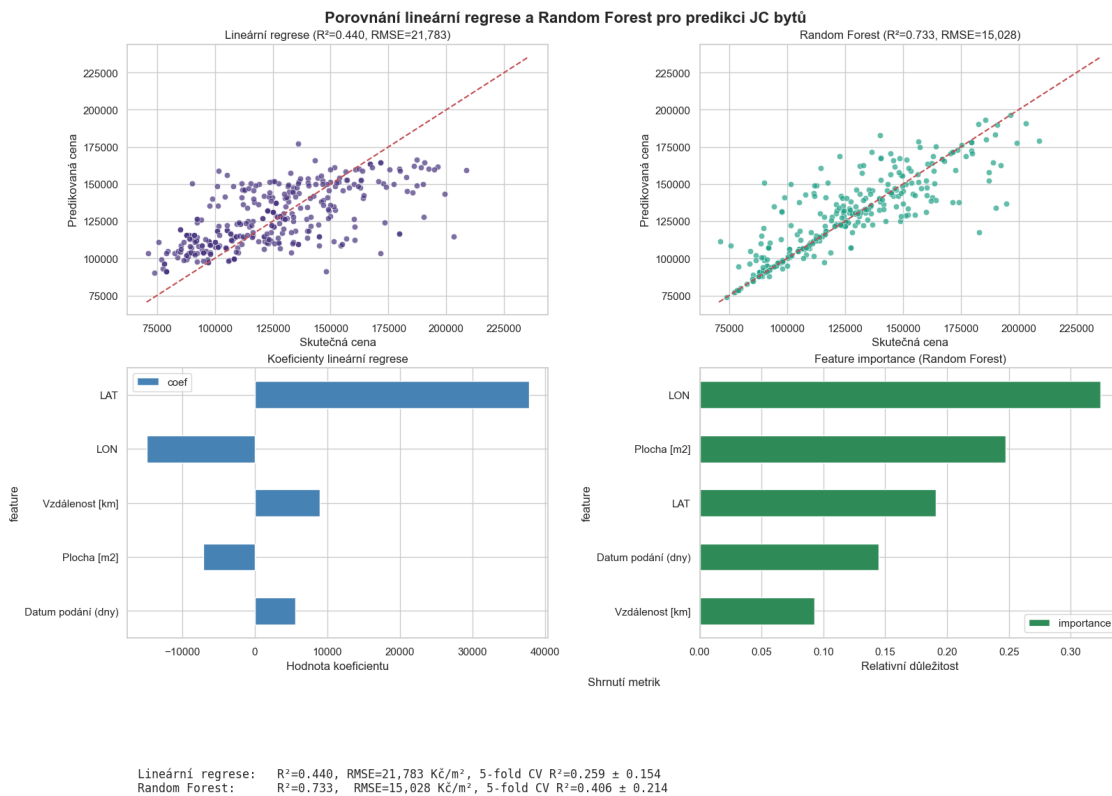 Porovnání lineární regrese a Random Forest pro predikci JC bytů
Lineární regrese (R²=0.440, RMSE=21,783)
225000
200000
175000
150000
125000
100000
75000
Predikovaná cena
75000 100000 125000 150000 175000 200000 225000
Skutečná cena
Random Forest (R²=0.733, RMSE=15,028)
225000
200000
175000
150000
125000
100000
75000
Predikovaná cena
75000 100000 125000 150000 175000 200000 225000
Skutečná cena
Koeficienty lineární regrese
coef
LAT
LON
Vzdálenost [km]
Plocha [m2]
Datum podání (dny)
feature
−10000 0 10000 20000 30000 40000
Hodnota koeficientu
Feature importance (Random Forest)
LON
Plocha [m2]
LAT
Datum podání (dny)
Vzdálenost [km]
feature
importance
0.00 0.05 0.10 0.15 0.20 0.25 0.30
Relativní důležitost
Shrnutí metrik
Lineární regrese: R²=0.440, RMSE=21,783 Kč/m², 5-fold CV R²=0.259 ± 0.154
Random Forest: R²=0.733, RMSE=15,028 Kč/m², 5-fold CV R²=0.406 ± 0.214